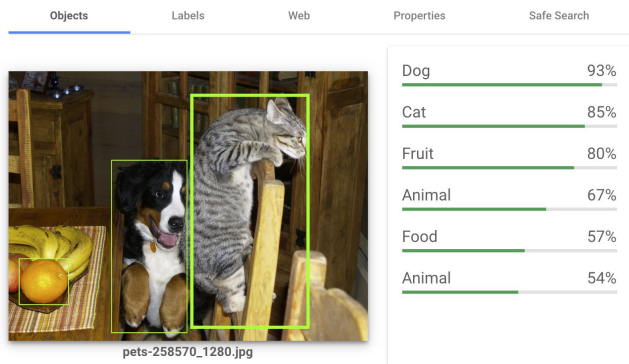 Objects Labels Web Properties Safe Search
Dog 93%
Cat 85%
Fruit 80%
Animal 67%
Food 57%
Animal 54%
pets-258570_1280.jpg